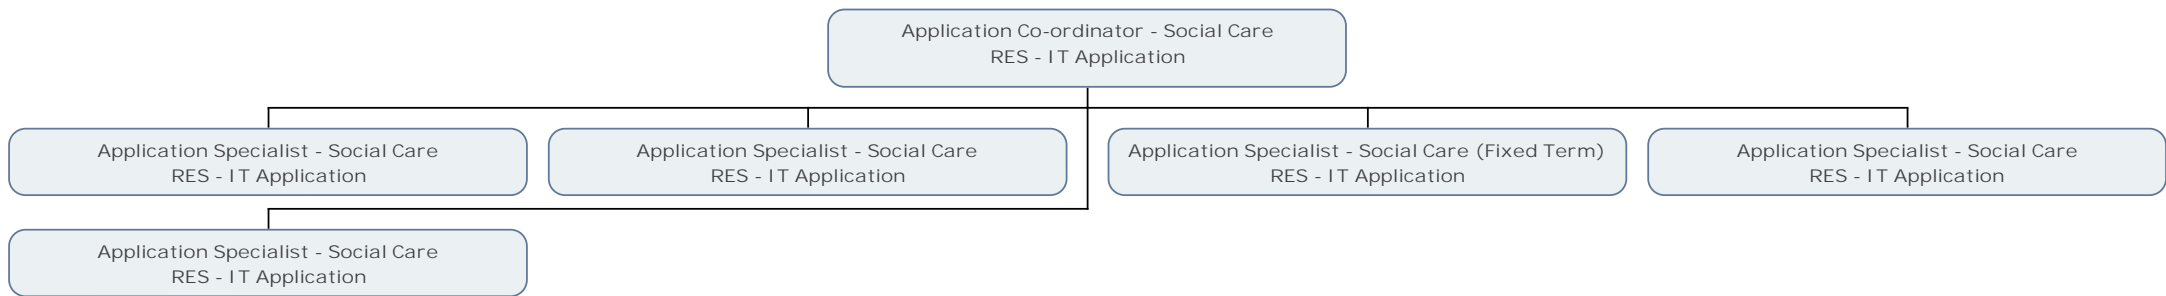 Application Co-ordinator - Social Care
RES - IT Application
Application Specialist - Social Care
RES - IT Application
Application Specialist - Social Care
RES - IT Application
Application Specialist - Social Care (Fixed Term)
RES - IT Application
Application Specialist - Social Care
RES - IT Application
Application Specialist - Social Care
RES - IT Application